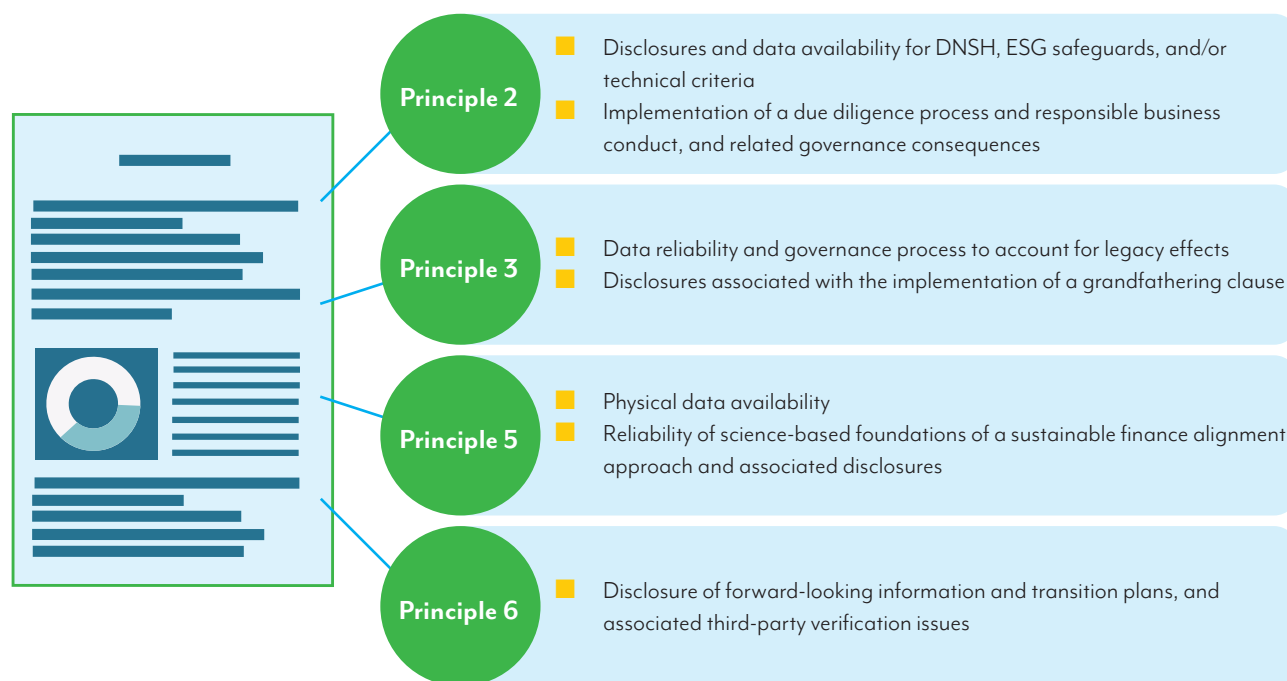 Principle 2
Disclosures and data availability for DNSH, ESG safeguards, and/or
technical criteria
Implementation of a due diligence process and responsible business
conduct, and related governance consequences
Principle 3
Data reliability and governance process to account for legacy effects
Disclosures associated with the implementation of a grandfathering clause
Principle 5
Physical data availability
Reliability of science-based foundations of a sustainable finance alignment
approach and associated disclosures
Principle 6
Disclosure of forward-looking information and transition plans, and
associated third-party verification issues